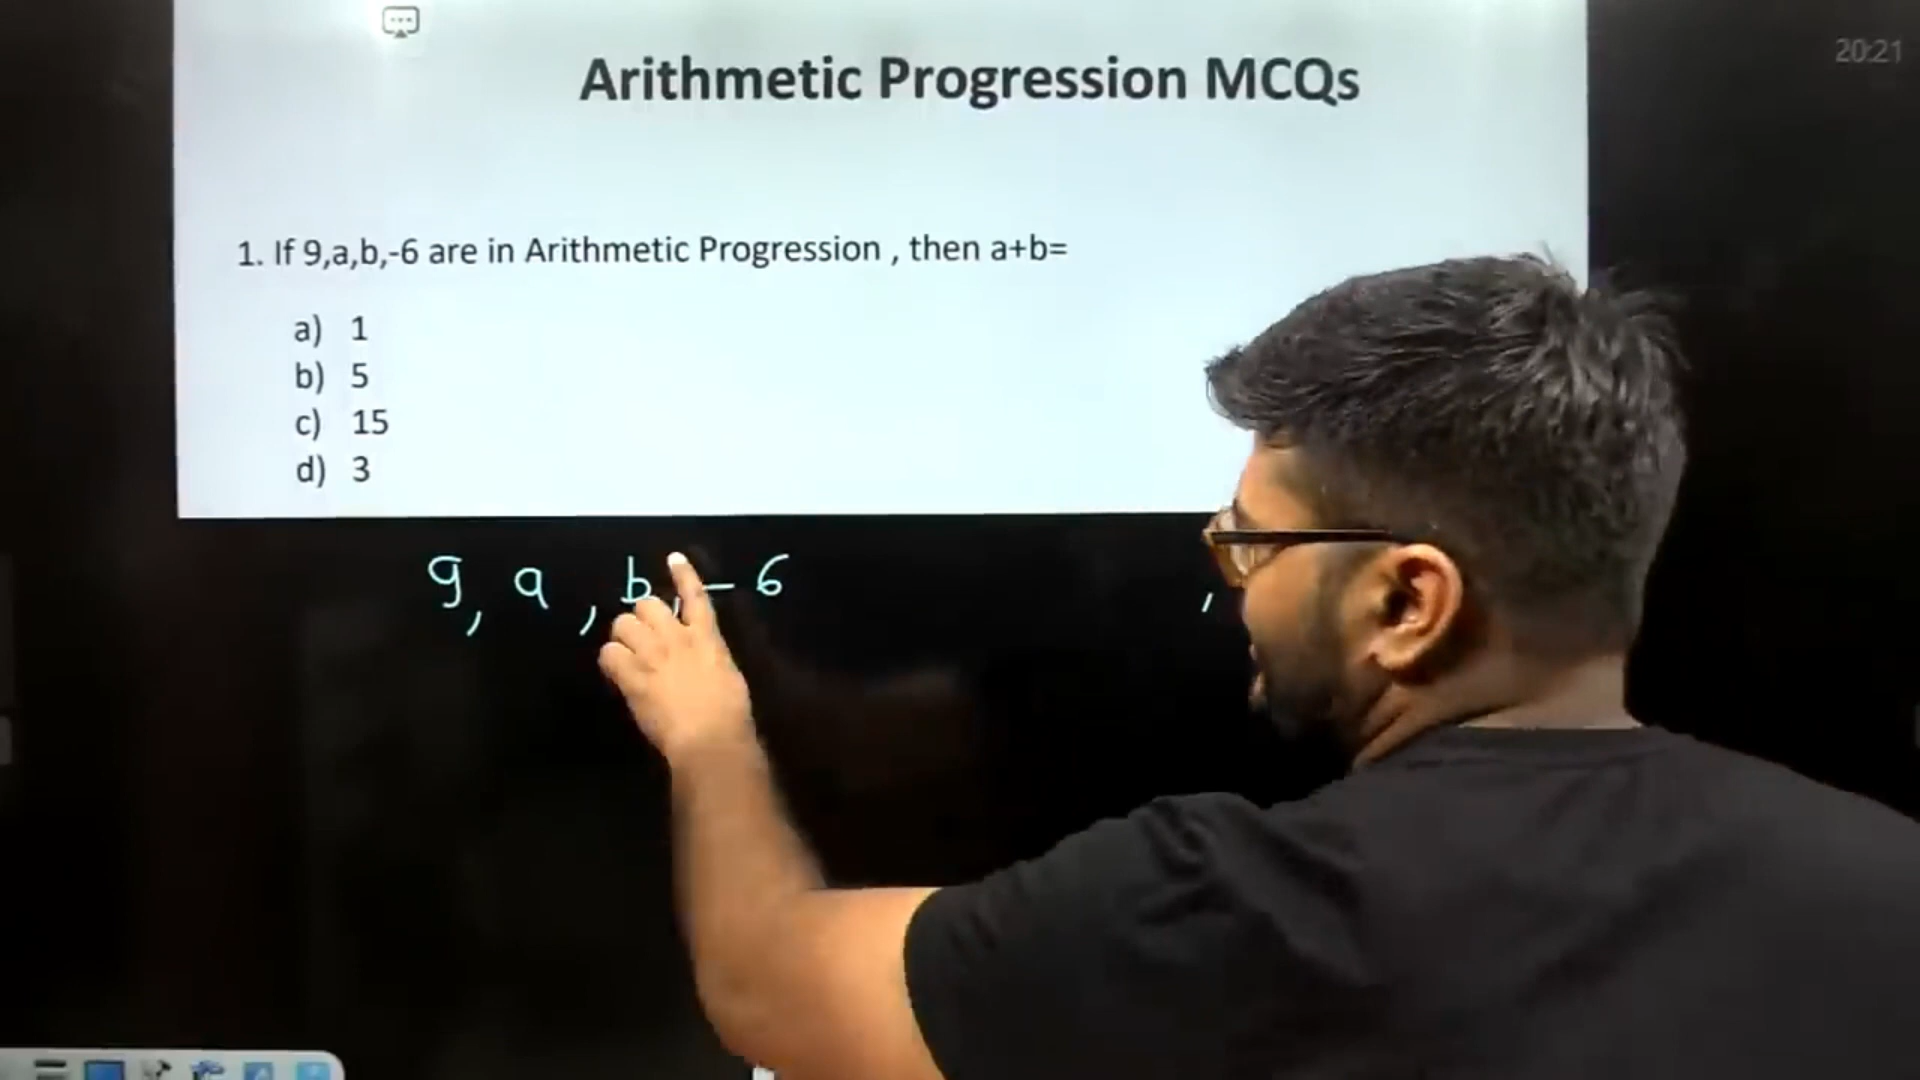 20:21
Arithmetic Progression MCQs
1. If 9,a,b,-6 are in Arithmetic Progression , then a+b=
a) 1
b) 5
c) 15
d) 3
9, a, b, -6 ,